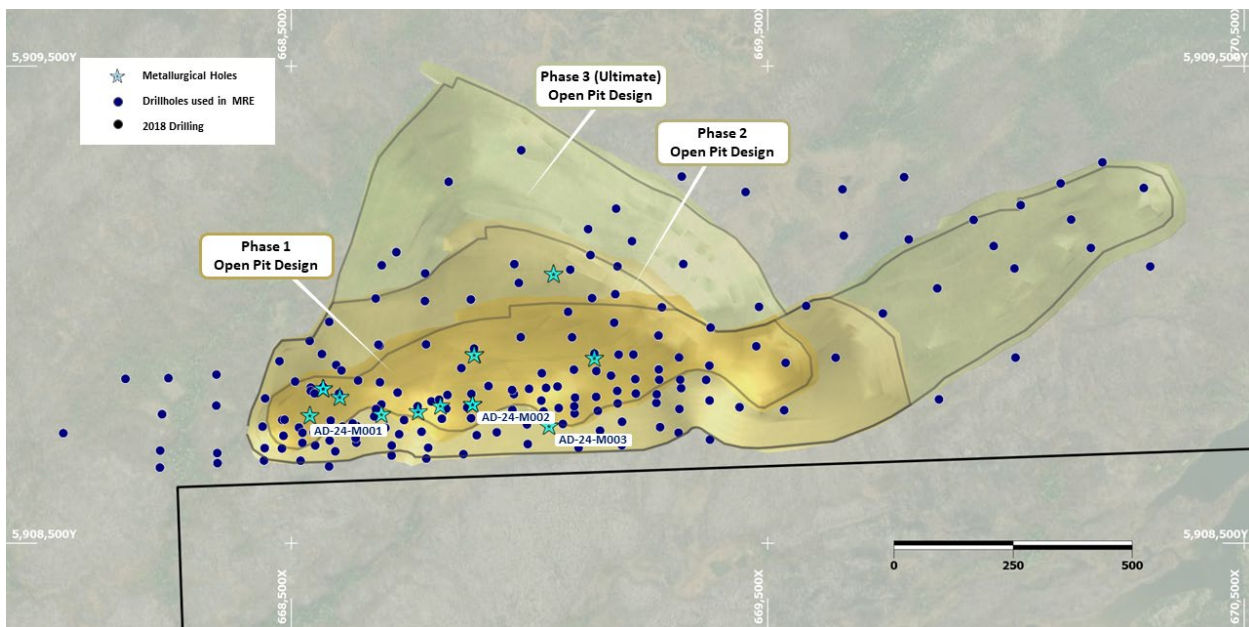 668,500X
669,500X
670,500X
5,909,500Y
5,909,500Y
Metallurgical Holes
Drillholes used in MRE
2018 Drilling
Phase 3 (Ultimate)
Open Pit Design
Phase 2
Open Pit Design
Phase 1
Open Pit Design
AD-24-M002
AD-24-M001
AD-24-M003
5,908,500Y
5,908,500Y
0
250
500
668,500X
669,500X
670,500X